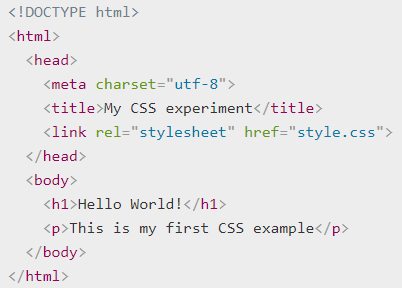 <!DOCTYPE html>
<html>
  <head>
    <meta charset="utf-8">
    <title>My CSS experiment</title>
    <link rel="stylesheet" href="style.css">
  </head>
  <body>
    <h1>Hello World!</h1>
    <p>This is my first CSS example</p>
  </body>
</html>